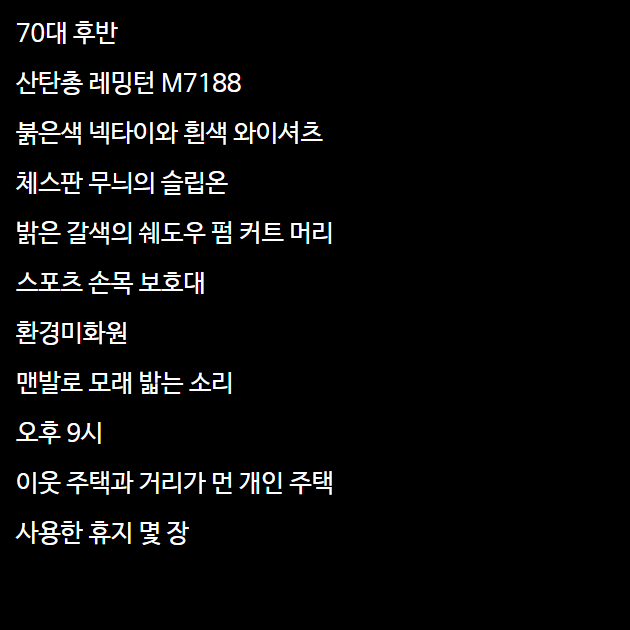 70대 후반
산탄총 레밍턴 M7188
붉은색 넥타이와 흰색 와이셔츠
체스판 무늬의 슬립온
밝은 갈색의 쉐도우 펌 커트 머리
스포츠 손목 보호대
환경미화원
맨발로 모래 밟는 소리
오후 9시
이웃 주택과 거리가 먼 개인 주택
사용한 휴지 몇 장